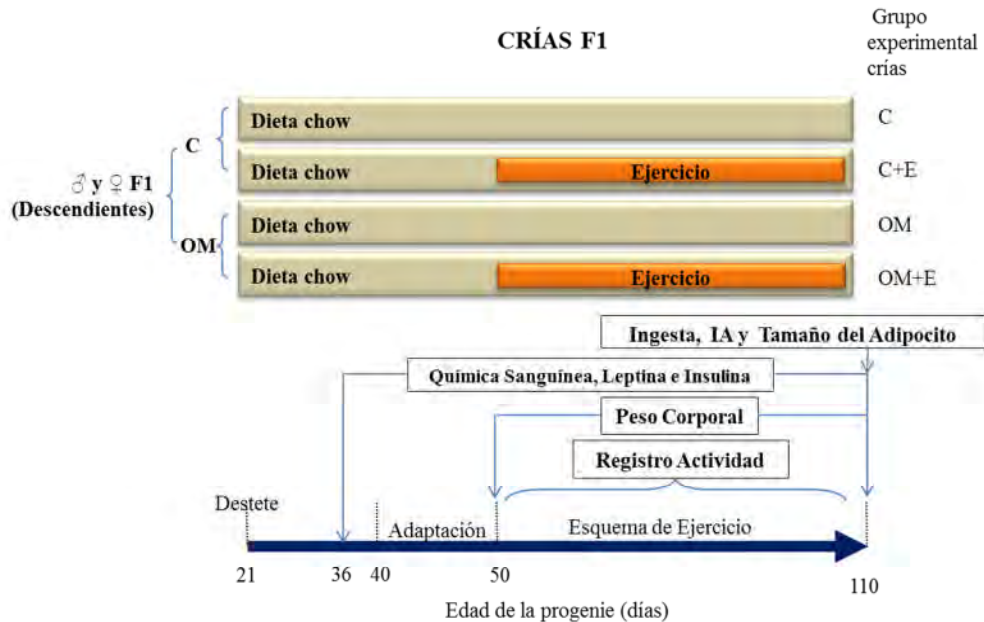 CRÍAS F1
Grupo
experimental
crías
Dieta chow
C
C
Dieta chow
Ejercicio
C+E
♂ y ♀ F1
(Descendientes)
Dieta chow
OM
OM
Dieta chow
Ejercicio
OM+E
Ingesta, IA y Tamaño del Adipocito
Química Sanguínea, Leptina e Insulina
Peso Corporal
Registro Actividad
Destete
Adaptación
Esquema de Ejercicio
21
36
40
50
110
Edad de la progenie (días)